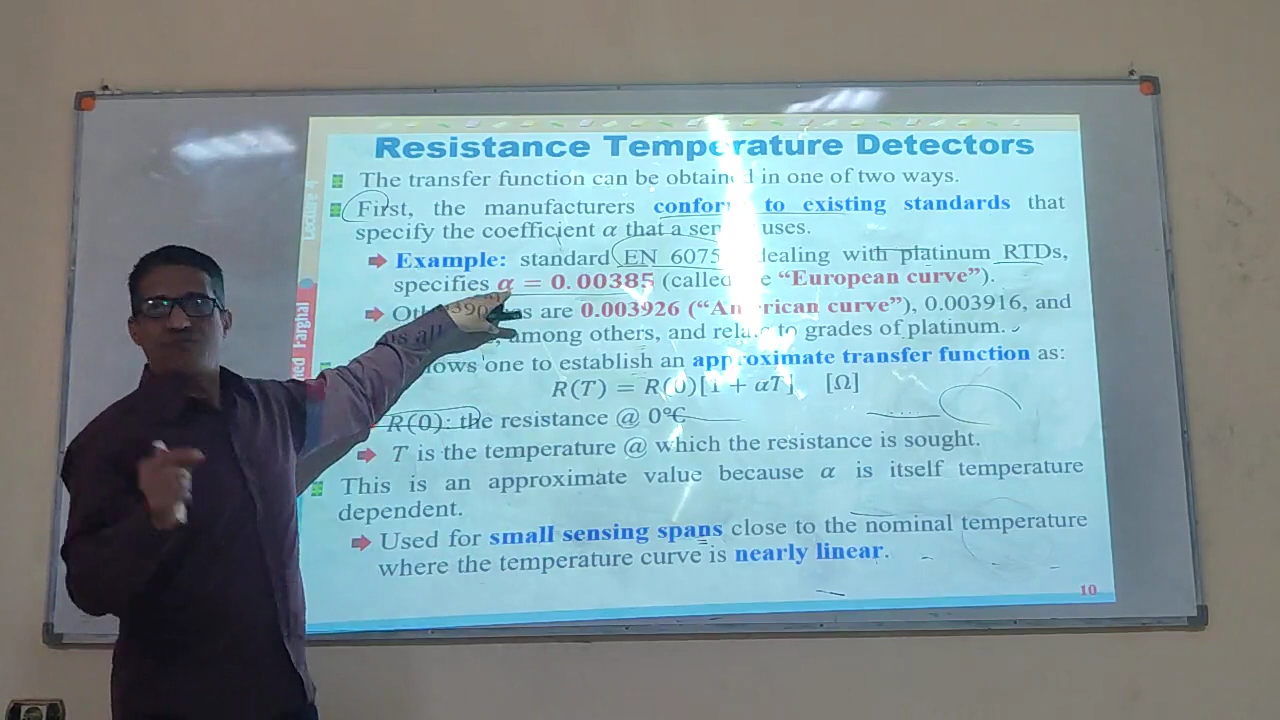 Resistance Temperature Detectors
The transfer function can be obtained in one of two ways.
First, the manufacturers conform to existing standards that
specify the coefficient α that a uses.
Example: standard EN 6075 dealing with platinum RTDs,
specifies α = 0.00385 (called "European curve").
are 0.003926 ("American curve"), 0.003916, and
among others, and relate to grades of platinum.
one to establish an approximate transfer function as:
R(T) = R(0)[1 + αT] [Ω]
R(0): the resistance @ 0°C
T is the temperature @ which the resistance is sought.
This is an approximate value because α is itself temperature
dependent.
Used for small sensing spans close to the nominal temperature
where the temperature curve is nearly linear.
10
Lecture 4